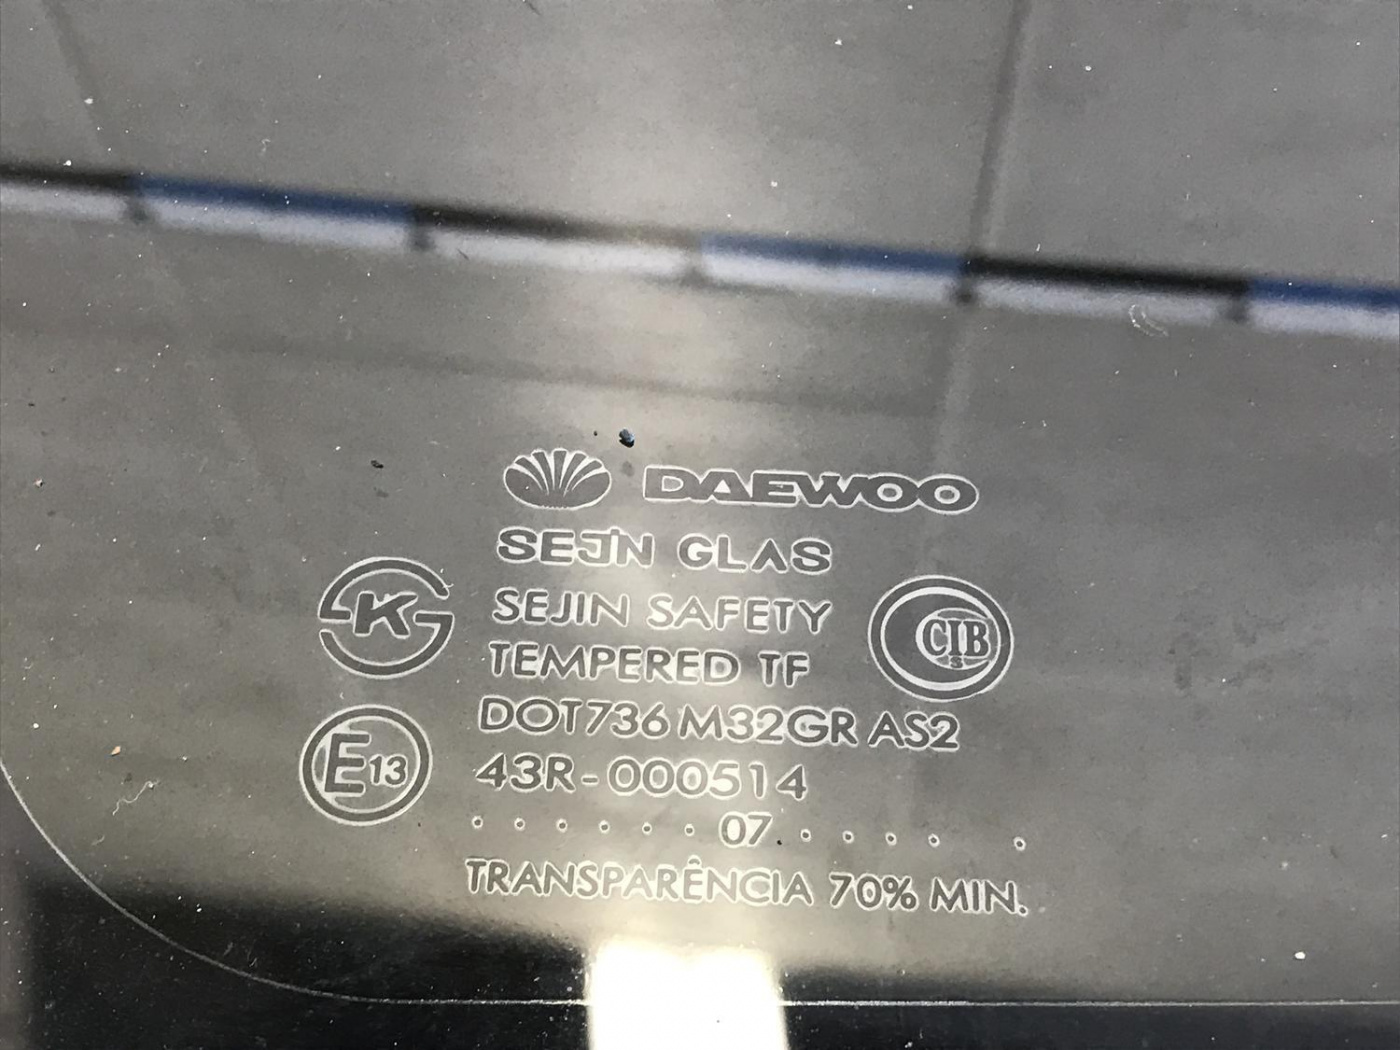 DAEWOO
SEJIN GLAS
K
SEJIN SAFETY
CIB
S
TEMPERED TF
DOT736 M32GR AS2
E13
43R-000514
. . . . . . 07. . . . . .
TRANSPARÊNCIA 70% MIN.